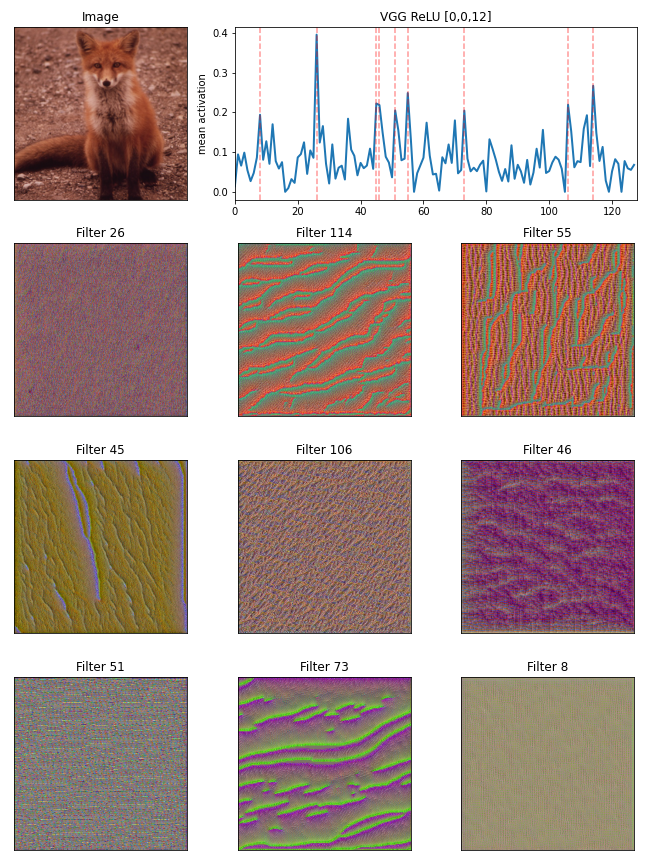 Image
VGG ReLU [0,0,12]
mean activation
0.4
0.3
0.2
0.1
0.0
0 20 40 60 80 100 120
Filter 26 Filter 114 Filter 55
Filter 45 Filter 106 Filter 46
Filter 51 Filter 73 Filter 8